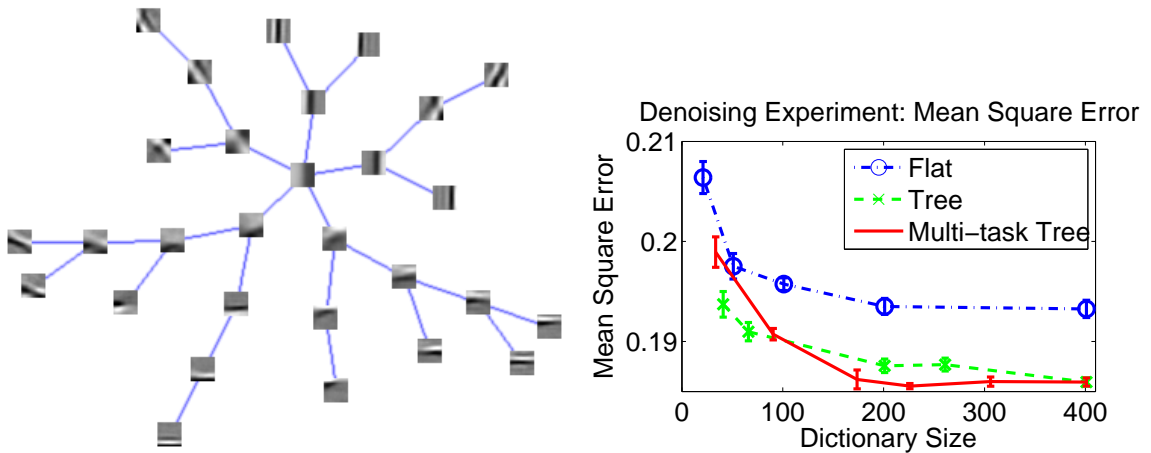 Denoising Experiment: Mean Square Error
Mean Square Error
0.21
0.2
0.19
Flat
Tree
Multi−task Tree
0
100
200
300
400
Dictionary Size